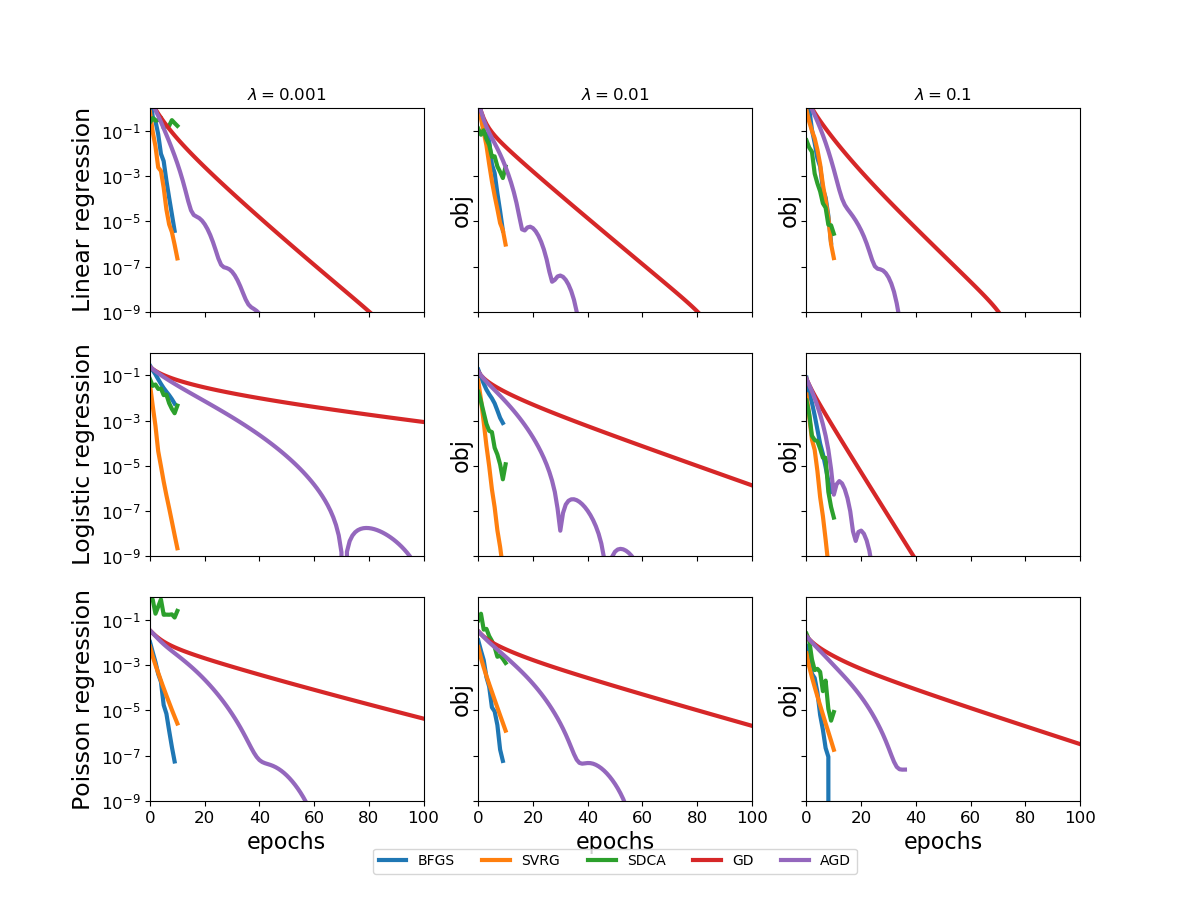 λ = 0.001 λ = 0.01 λ = 0.1
Linear regression
10⁻¹
10⁻³
10⁻⁵
10⁻⁷
10⁻⁹
obj
obj
Logistic regression
10⁻¹
10⁻³
10⁻⁵
10⁻⁷
10⁻⁹
obj
obj
Poisson regression
10⁻¹
10⁻³
10⁻⁵
10⁻⁷
10⁻⁹
obj
obj
0 20 40 60 80 100 0 20 40 60 80 100 0 20 40 60 80 100
epochs epochs epochs
BFGS SVRG SDCA GD AGD